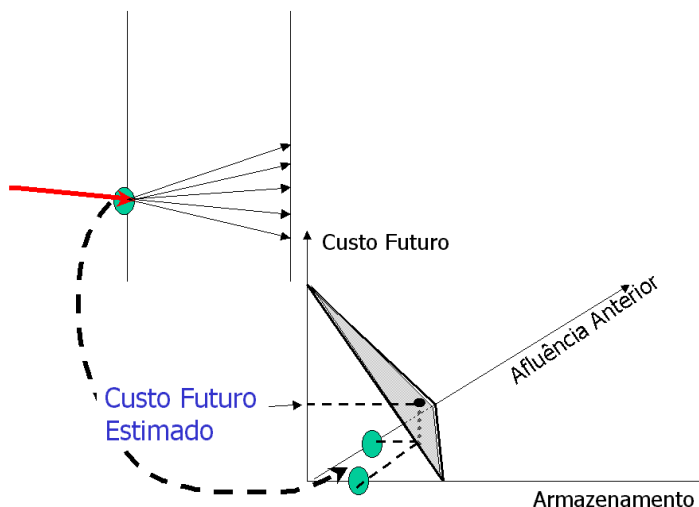 Custo Futuro
Afluência Anterior
Custo Futuro
Estimado
Armazenamento